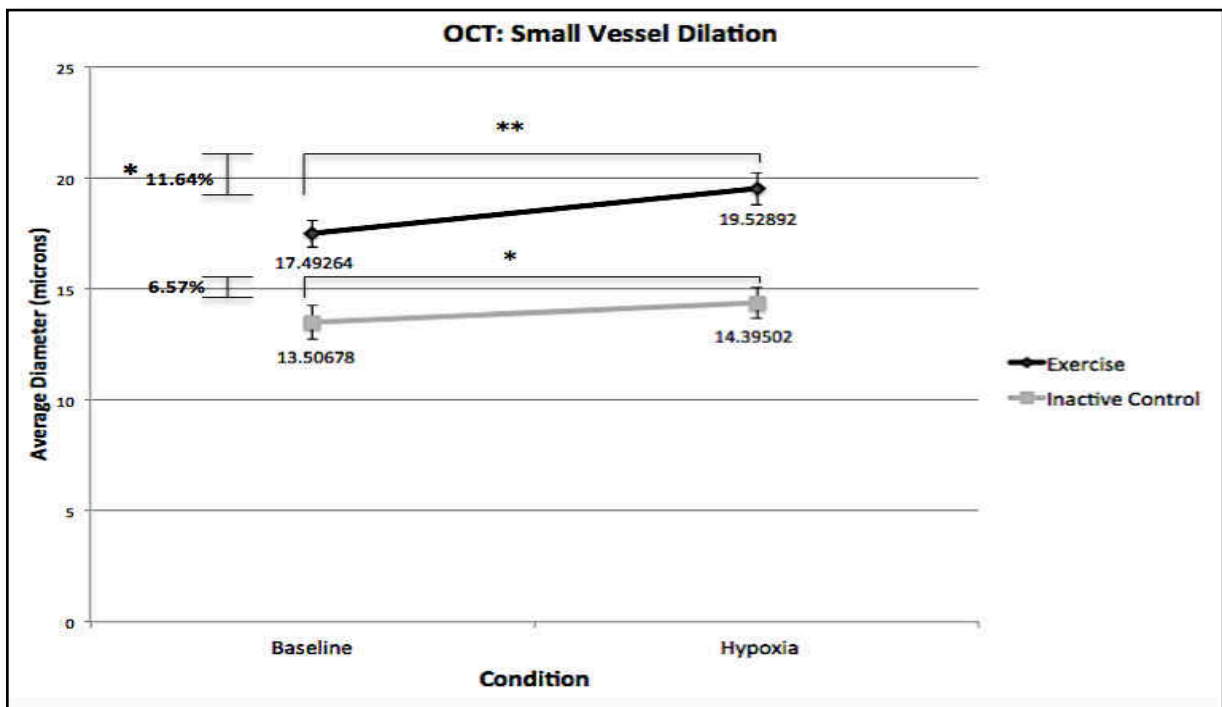 OCT: Small Vessel Dilation
25
**
* 11.64%
20
19.52892
17.49264
*
6.57%
15
14.39502
13.50678
Exercise
Inactive Control
10
5
0
Average Diameter (microns)
Baseline
Hypoxia
Condition